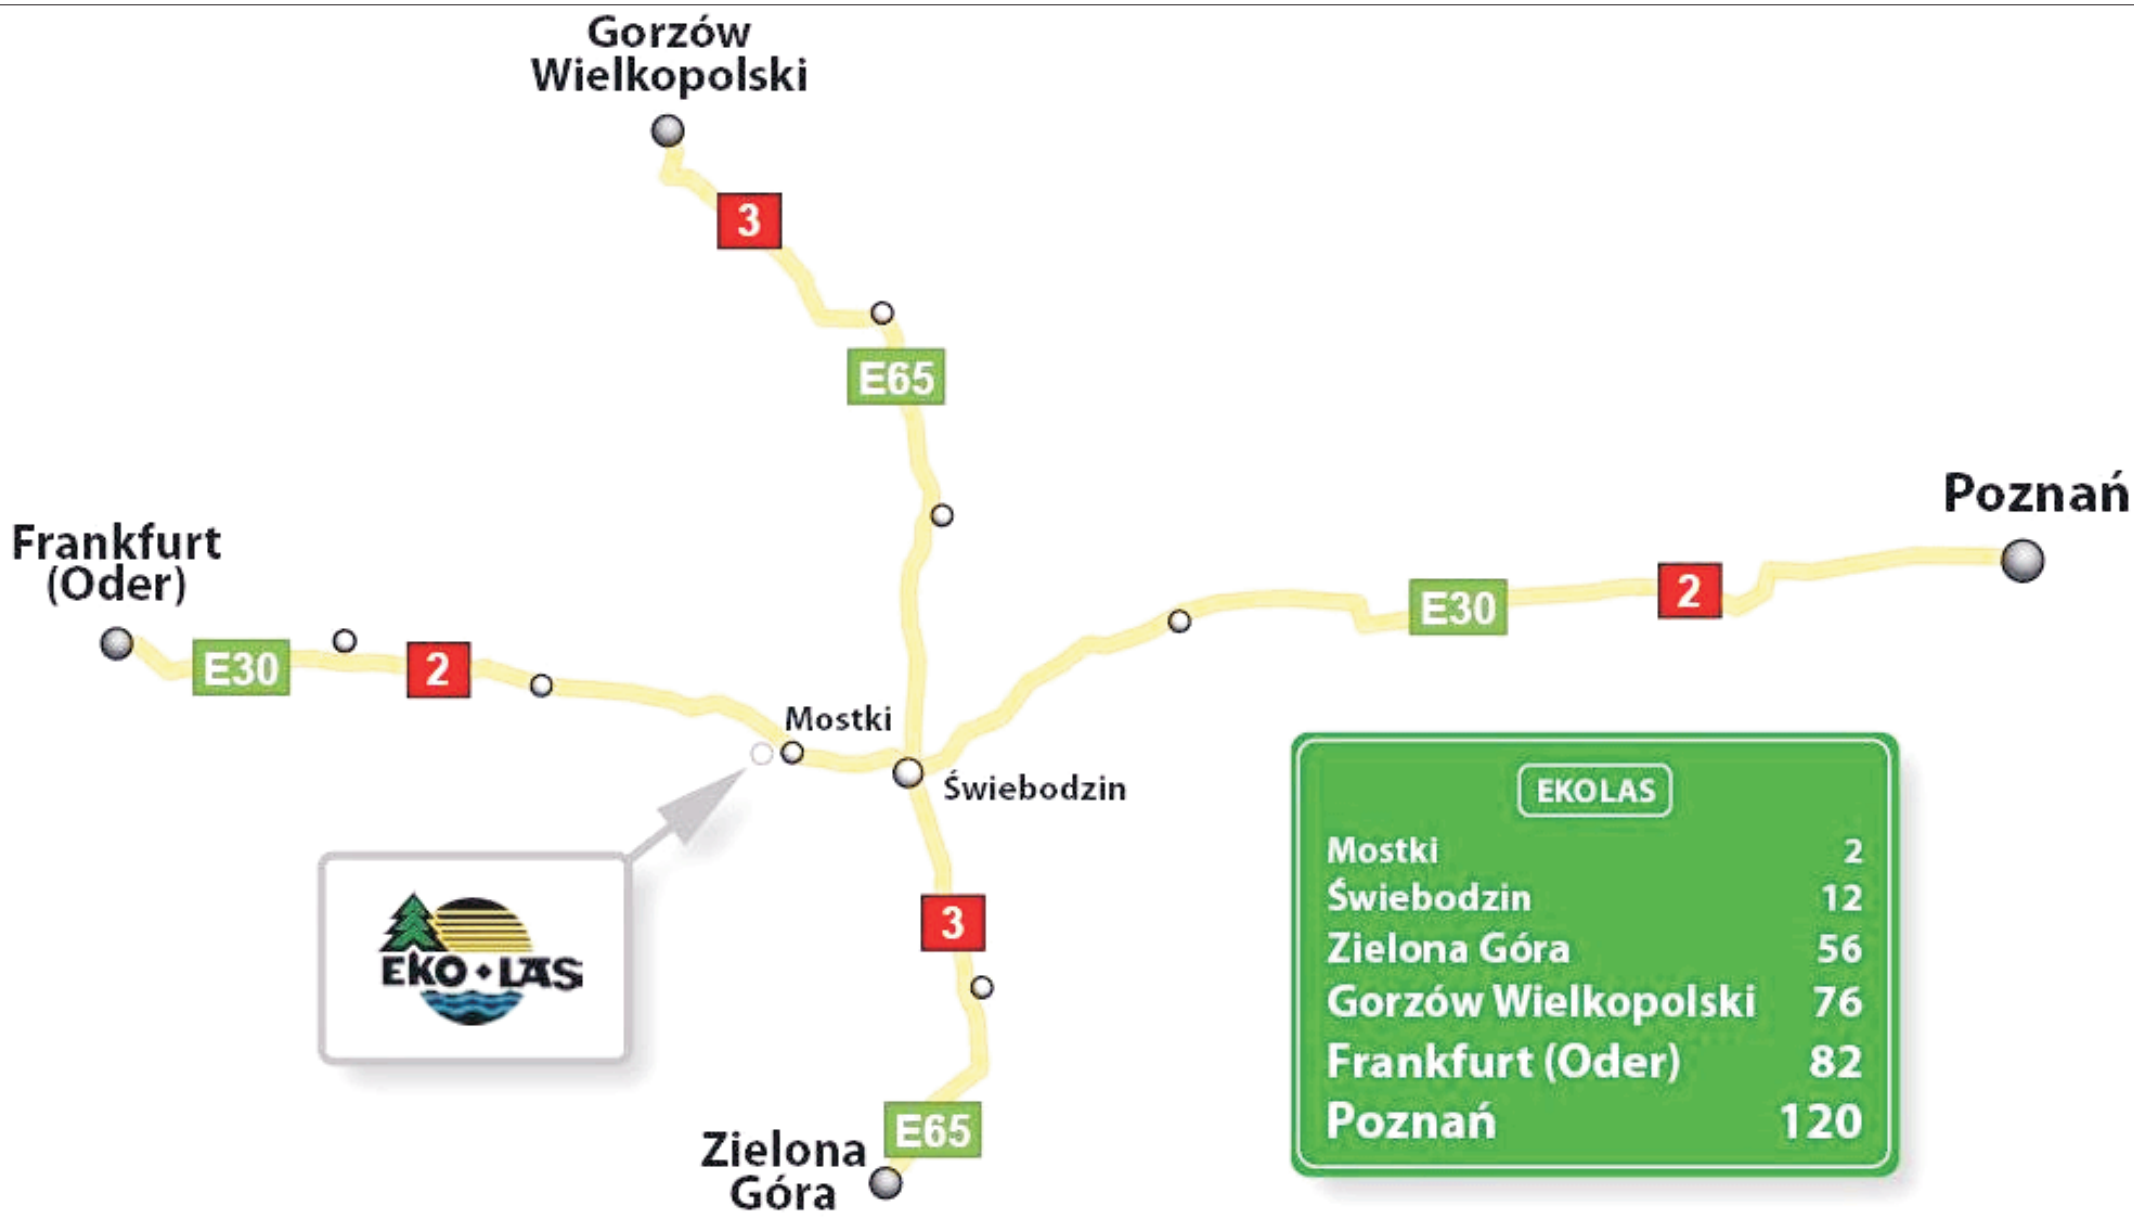 Gorzów
Wielkopolski
3
E65
Poznań
Frankfurt
(Oder)
E30
2
E30
2
Mostki
Świebodzin
EKO LAS
3
E65
Zielona
Góra
EKOLAS
Mostki 2
Świebodzin 12
Zielona Góra 56
Gorzów Wielkopolski 76
Frankfurt (Oder) 82
Poznań 120